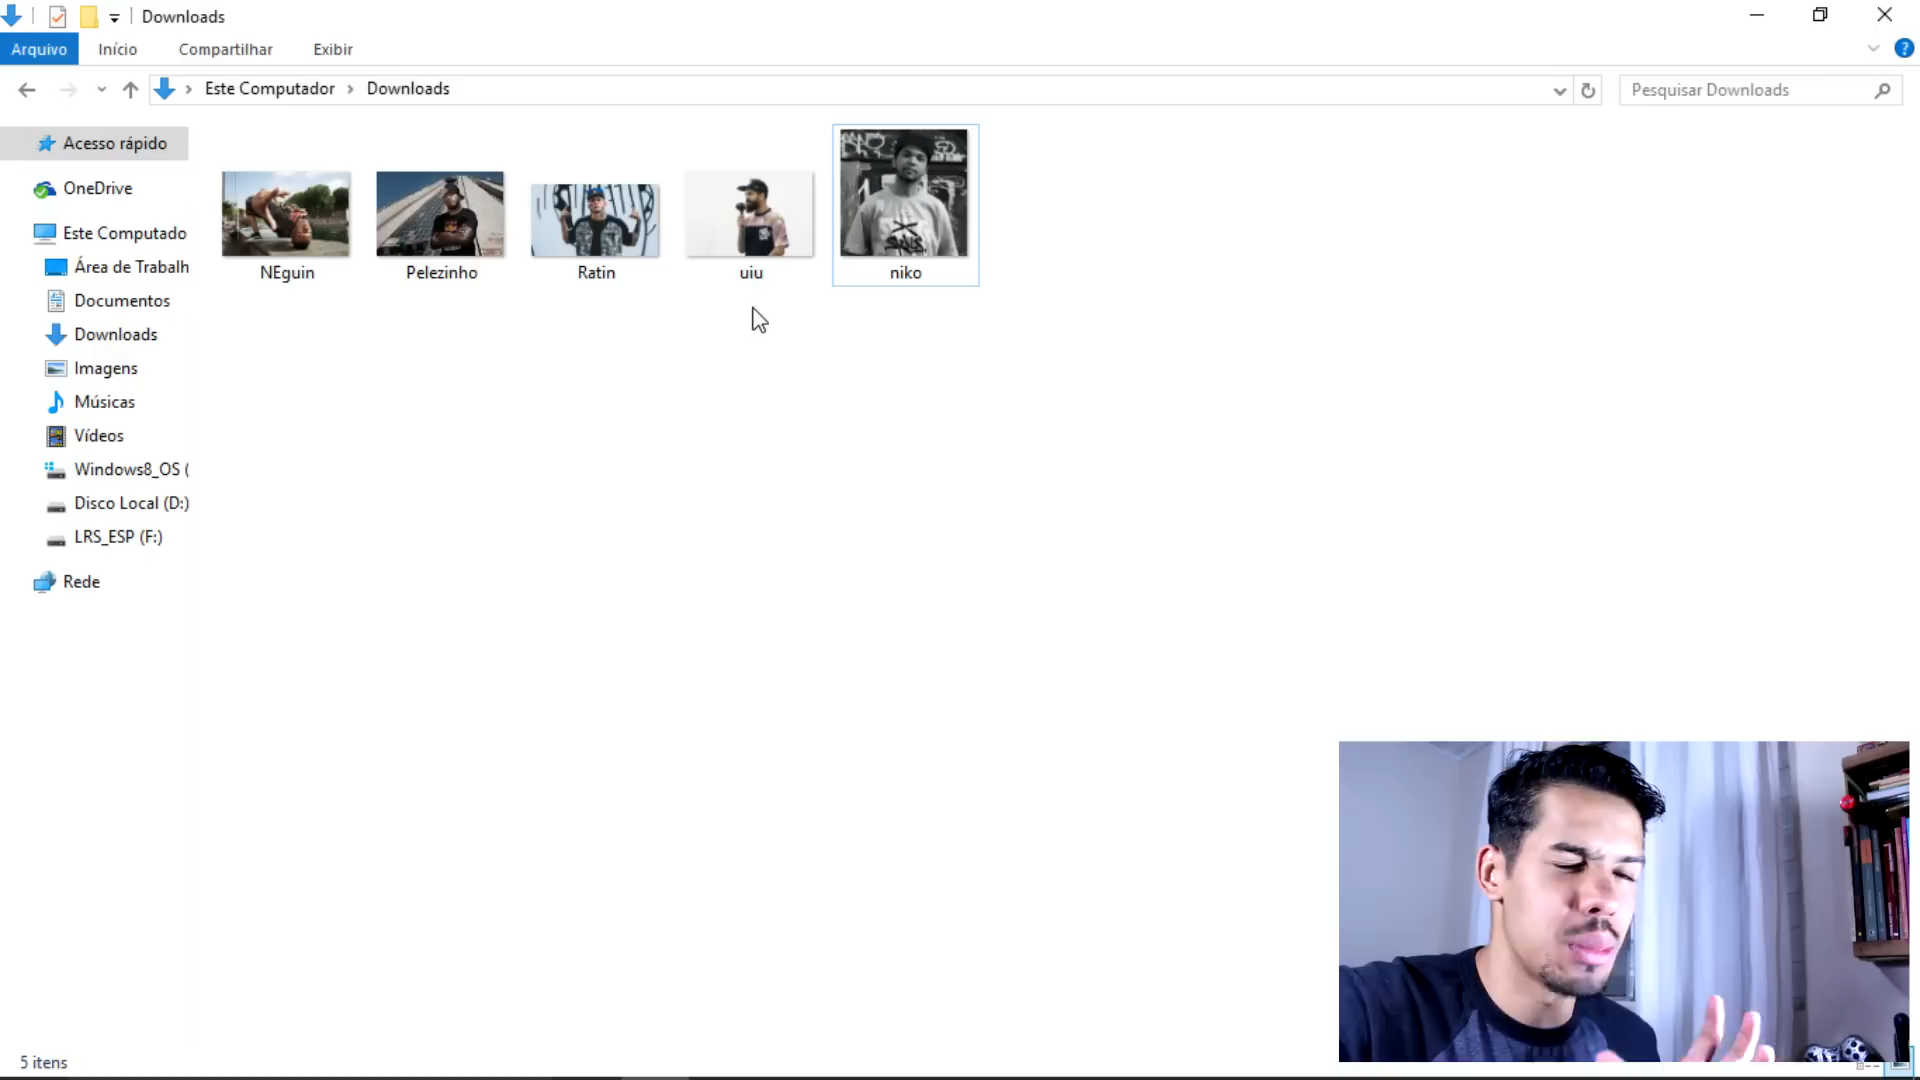 Downloads
Arquivo Início Compartilhar Exibir
Este Computador Downloads
Pesquisar Downloads
Acesso rápido
OneDrive
Este Computado
Área de Trabalh
Documentos
Downloads
Imagens
Músicas
Vídeos
Windows8_OS (
Disco Local (D:)
LRS_ESP (F:)
Rede
NEguin
Pelezinho
Ratin
uiu
niko
5 itens